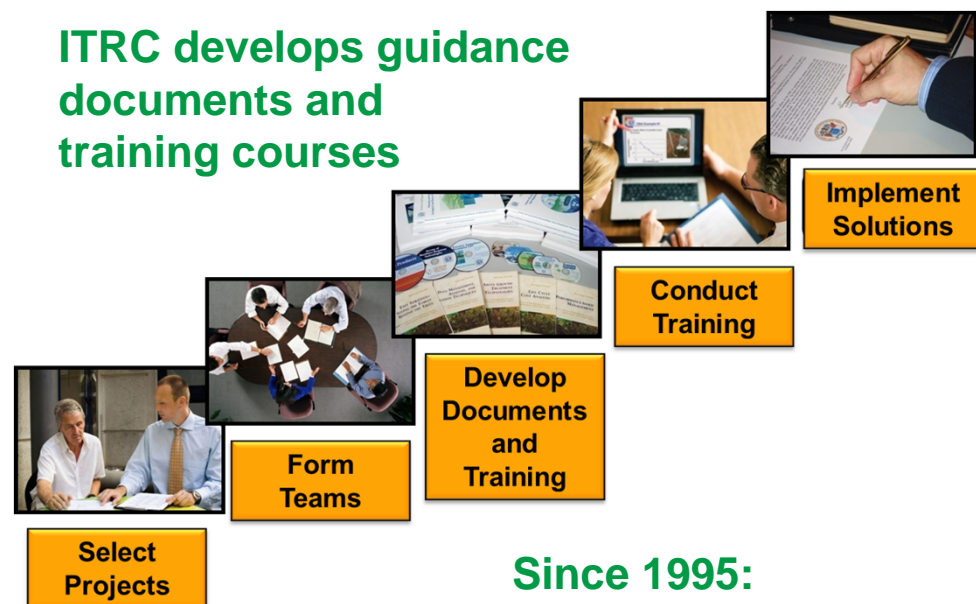 ITRC develops guidance
documents and
training courses
Implement
Solutions
Conduct
Training
Develop
Documents
and
Training
Form
Teams
Select
Projects
Since 1995: